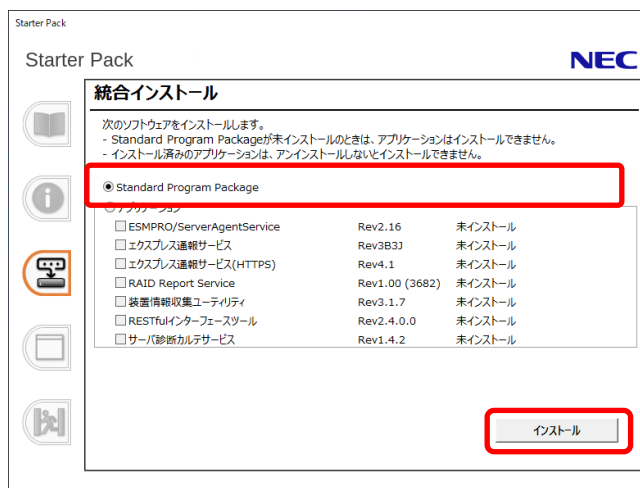 Starter Pack
Starter Pack
NEC
統合インストール
次のソフトウェアをインストールします。
- Standard Program Packageが未インストールのときは、アプリケーションはインストールできません。
- インストール済みのアプリケーションは、アンインストールしないとインストールできません。
Standard Program Package
アプリケーション
ESMPRO/ServerAgentService Rev2.16 未インストール
エクスプレス通報サービス Rev3B3J 未インストール
エクスプレス通報サービス(HTTPS) Rev4.1 未インストール
RAID Report Service Rev1.00 (3682) 未インストール
装置情報収集ユーティリティ Rev3.1.7 未インストール
RESTfulインターフェースツール Rev2.4.0.0 未インストール
サーバ診断カルテサービス Rev1.4.2 未インストール
インストール